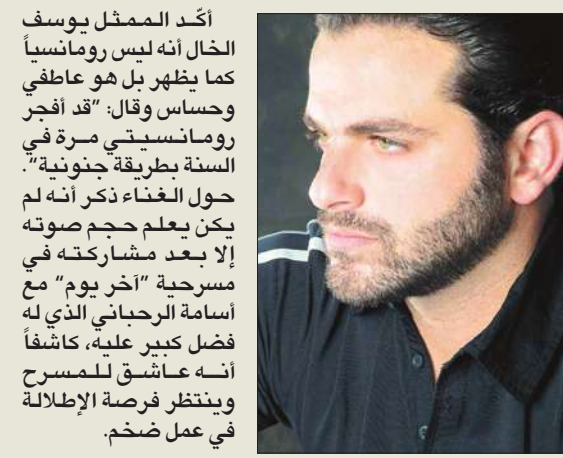 أكّد الممثل يوسف
الخال أنه ليس رومانسياً
كما يظهر بل هو عاطفي
وحساس وقال: "قد أفجر
رومانسيتي مرة في
السنة بطريقة جنونية".
حول الغناء ذكر أنه لم
يكن يعلم حجم صوته
إلا بعد مشاركته في
مسرحية "آخر يوم" مع
أسامة الرحباني الذي له
فضل كبير عليه، كاشفاً
أنه عاشق للمسرح
وينتظر فرصة الإطلالة
في عمل ضخم.